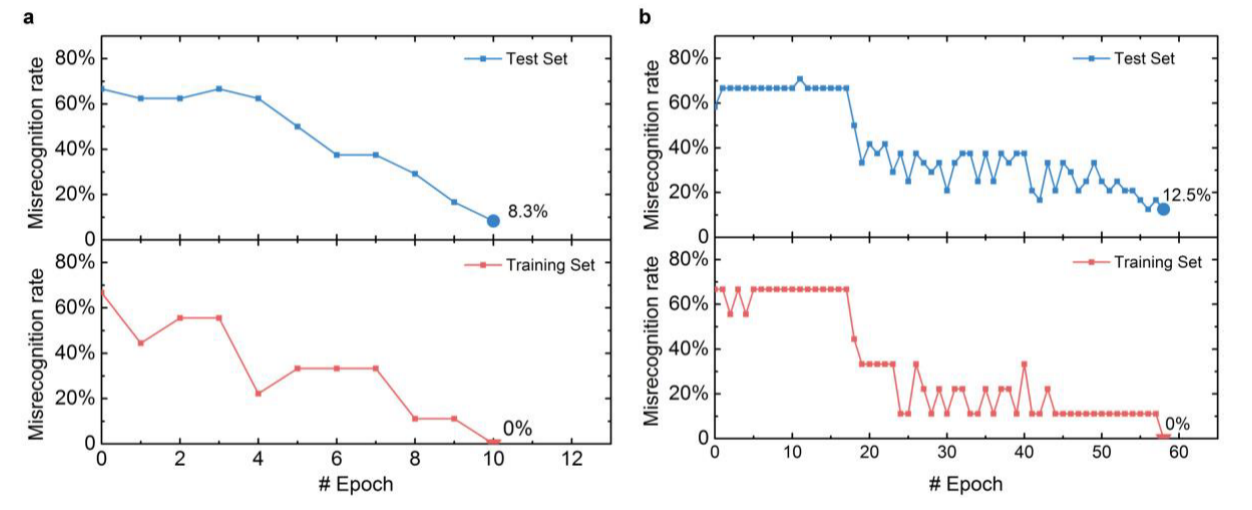 a
Misrecognition rate
80%
60%
40%
20%
0
Test Set
8.3%
Misrecognition rate
80%
60%
40%
20%
0
Training Set
0%
0 2 4 6 8 10 12
# Epoch
b
Misrecognition rate
80%
60%
40%
20%
0
Test Set
12.5%
Misrecognition rate
80%
60%
40%
20%
0
Training Set
0%
0 10 20 30 40 50 60
# Epoch